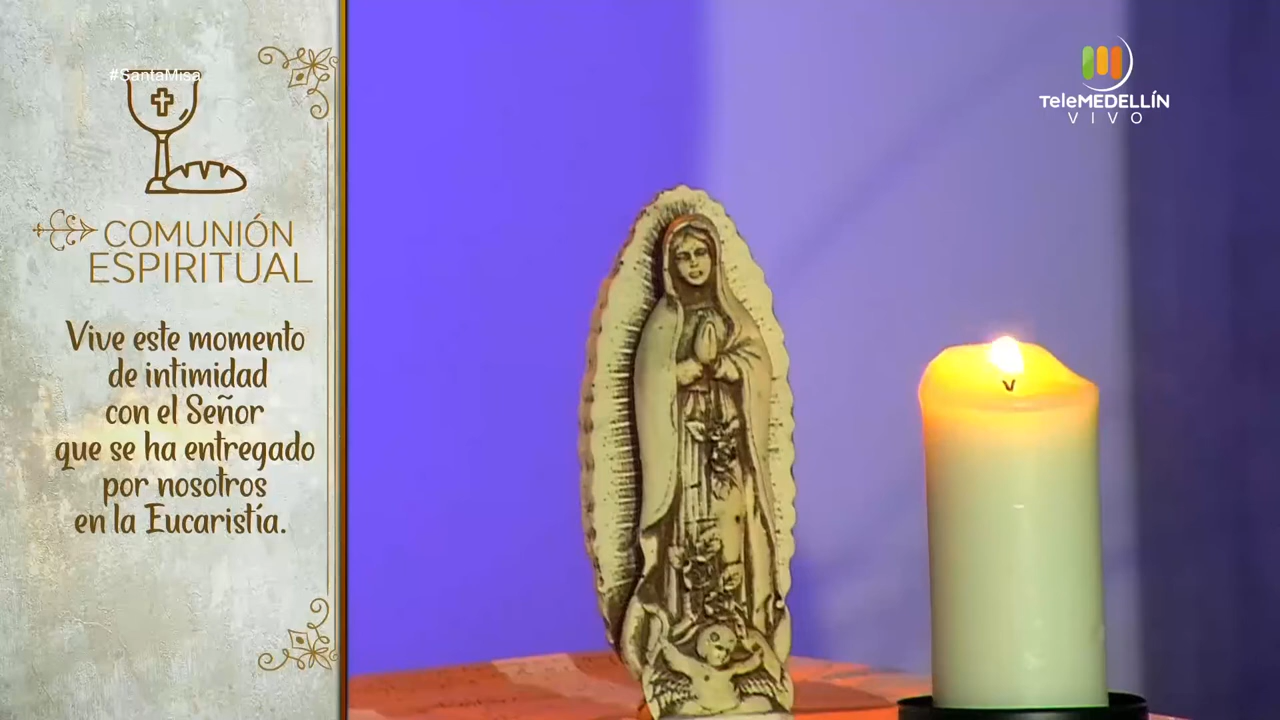 #SantaMisa
COMUNIÓN
ESPIRITUAL
Vive este momento
de intimidad
con el Señor
que se ha entregado
por nosotros
en la Eucaristía.
TeleMEDELLÍN
VIVO